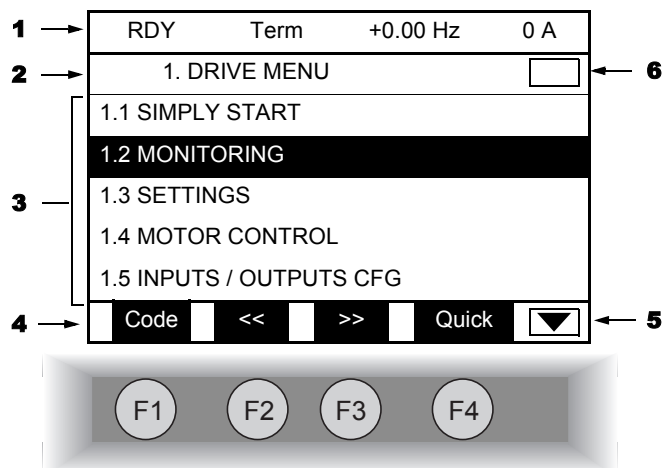 1 RDY Term +0.00 Hz 0 A
2 1. DRIVE MENU 6
1.1 SIMPLY START
1.2 MONITORING
3 1.3 SETTINGS
1.4 MOTOR CONTROL
1.5 INPUTS / OUTPUTS CFG
4 Code << >> Quick 5
F1 F2 F3 F4